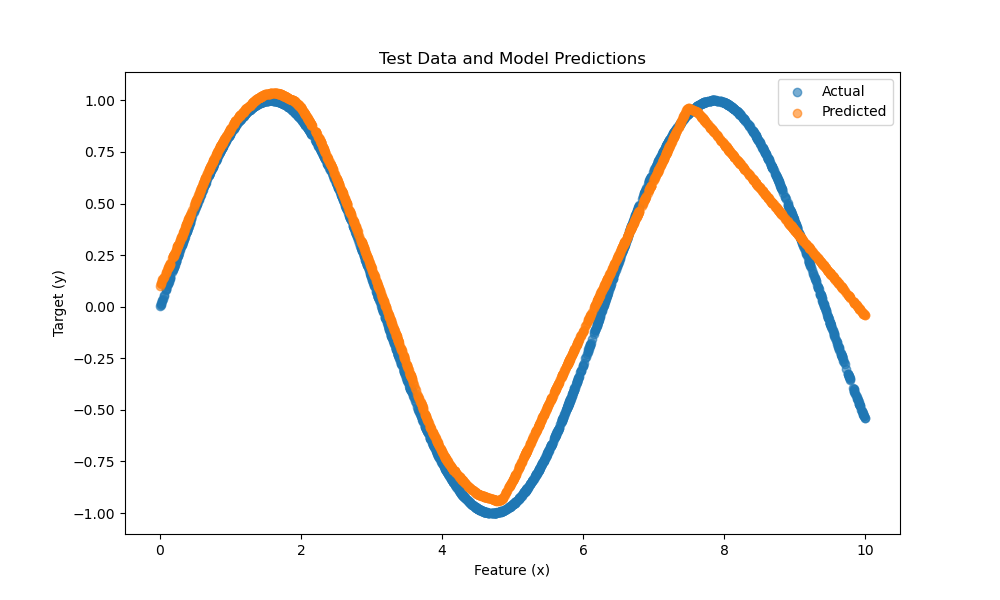 Test Data and Model Predictions
Actual
Predicted
1.00
0.75
0.50
0.25
0.00
−0.25
−0.50
−0.75
−1.00
Target (y)
0 2 4 6 8 10
Feature (x)